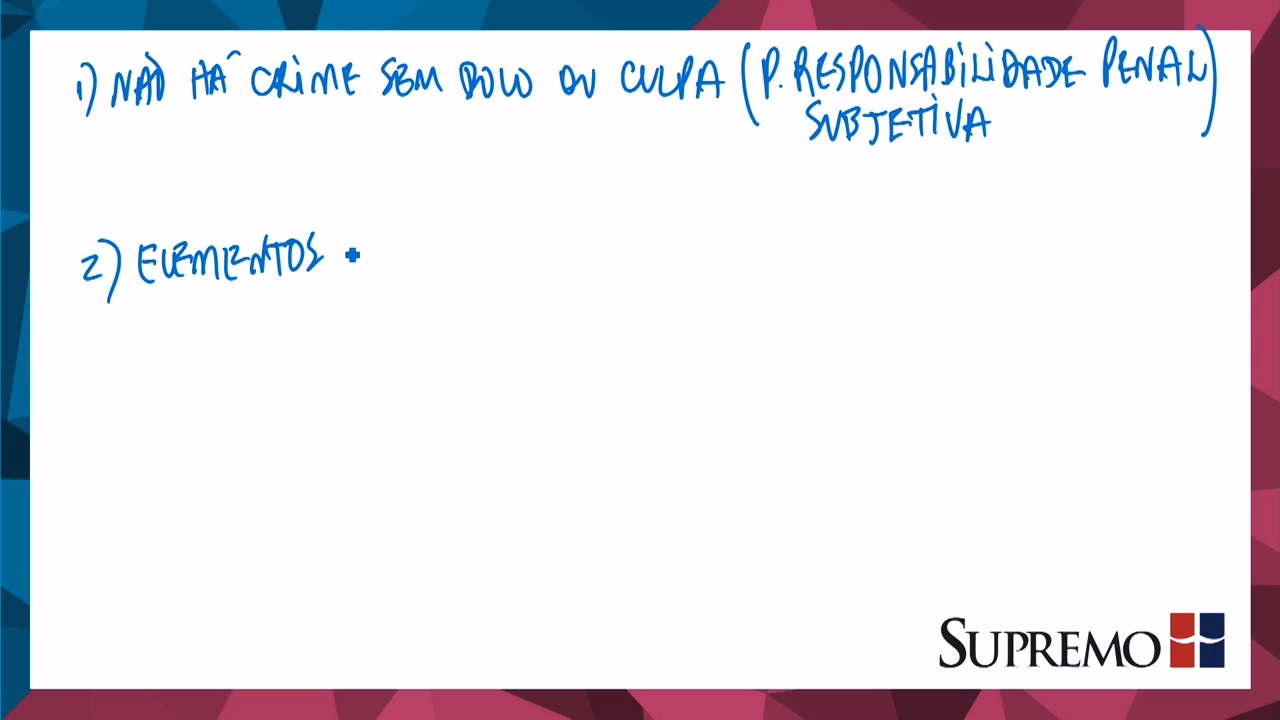 1) NÃO HÁ CRIME SEM DOLO OU CULPA (P. RESPONSABILIDADE PENAL
SUBJETIVA)
2) ELEMENTOS
SUPREMO